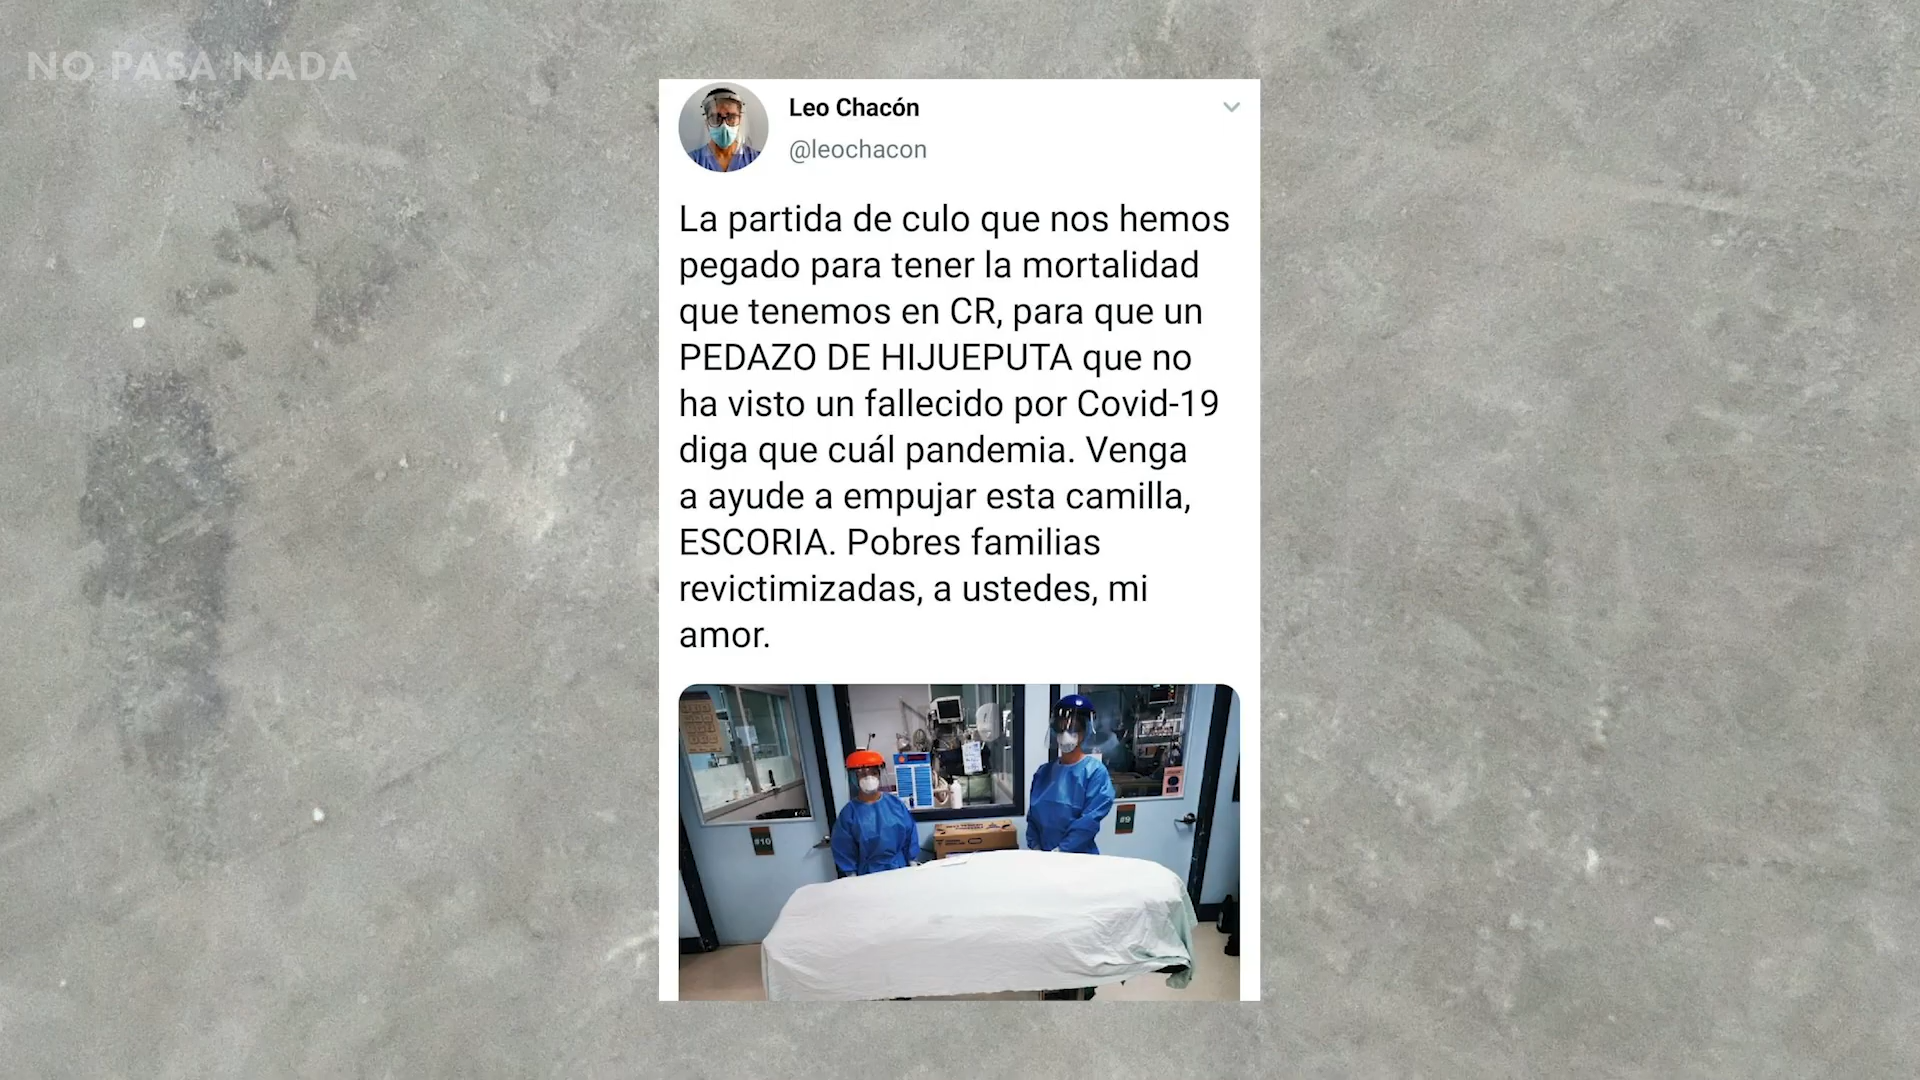 NO PASA NADA
Leo Chacón
@leochacon
La partida de culo que nos hemos
pegado para tener la mortalidad
que tenemos en CR, para que un
PEDAZO DE HIJUEPUTA que no
ha visto un fallecido por Covid-19
diga que cuál pandemia. Venga
a ayude a empujar esta camilla,
ESCORIA. Pobres familias
revictimizadas, a ustedes, mi
amor.
#10
#9